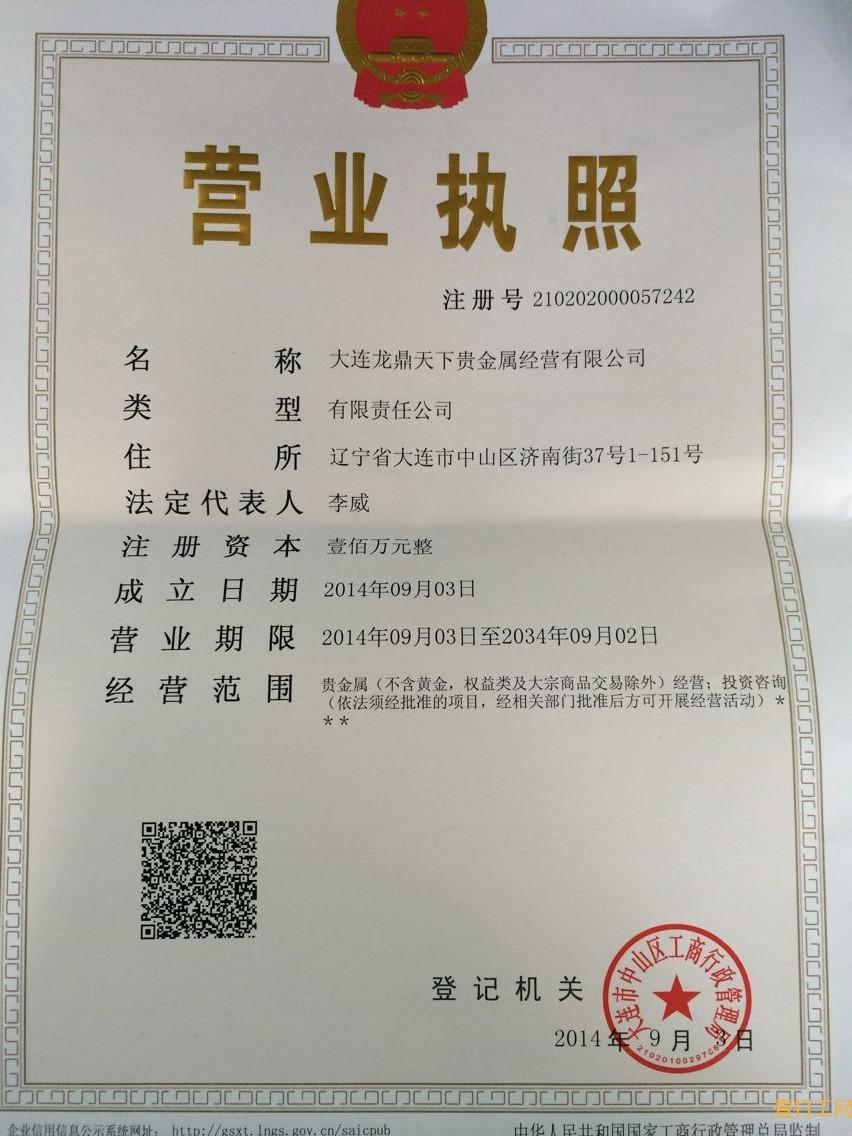 营业执照
注册号 210202000057242
名称 大连龙鼎天下贵金属经营有限公司
类型 有限责任公司
住所 辽宁省大连市中山区济南街37号1-151号
法定代表人 李威
注册资本 壹佰万元整
成立日期 2014年09月03日
营业期限 2014年09月03日至2034年09月02日
经营范围 贵金属（不含黄金，权益类及大宗商品交易除外）经营；投资咨询
（依法须经批准的项目，经相关部门批准后方可开展经营活动）*
**
大连市中山区工商行政管理局
登记机关
2014年9月3日
企业信用信息公示系统网址： http://gsxt.lngs.gov.cn/saicpub
中华人民共和国国家工商行政管理总局监制